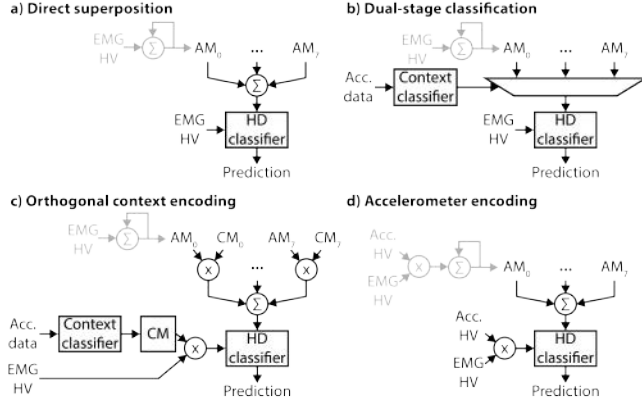 a) Direct superposition
EMG
HV
Σ
AM₀ ... AM₇
Σ
EMG
HV
HD
classifier
Prediction
b) Dual-stage classification
EMG
HV
Σ
AM₀ ... AM₇
Acc.
data
Context
classifier
EMG
HV
HD
classifier
Prediction
c) Orthogonal context encoding
EMG
HV
Σ
AM₀ CM₀ AM₇ CM₇
x ... x
Σ
Acc.
data
Context
classifier
CM
x
HD
classifier
EMG
HV
Prediction
d) Accelerometer encoding
Acc.
HV
x
Σ
EMG
HV
AM₀ ... AM₇
Σ
Acc.
HV
x
EMG
HV
HD
classifier
Prediction